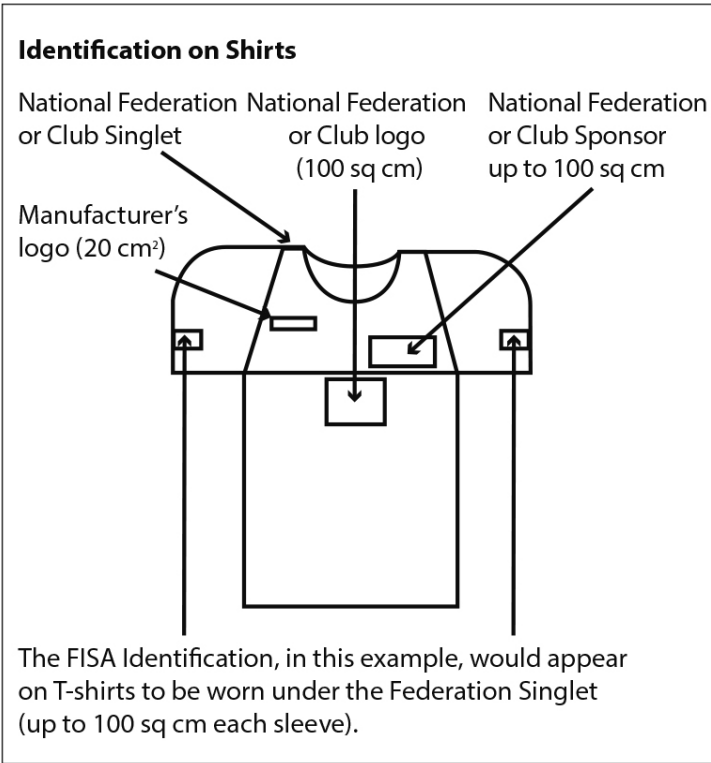 Identification on Shirts
National Federation
or Club Singlet
National Federation
or Club logo
(100 sq cm)
National Federation
or Club Sponsor
up to 100 sq cm
Manufacturer’s
logo (20 cm²)
The FISA Identification, in this example, would appear
on T-shirts to be worn under the Federation Singlet
(up to 100 sq cm each sleeve).